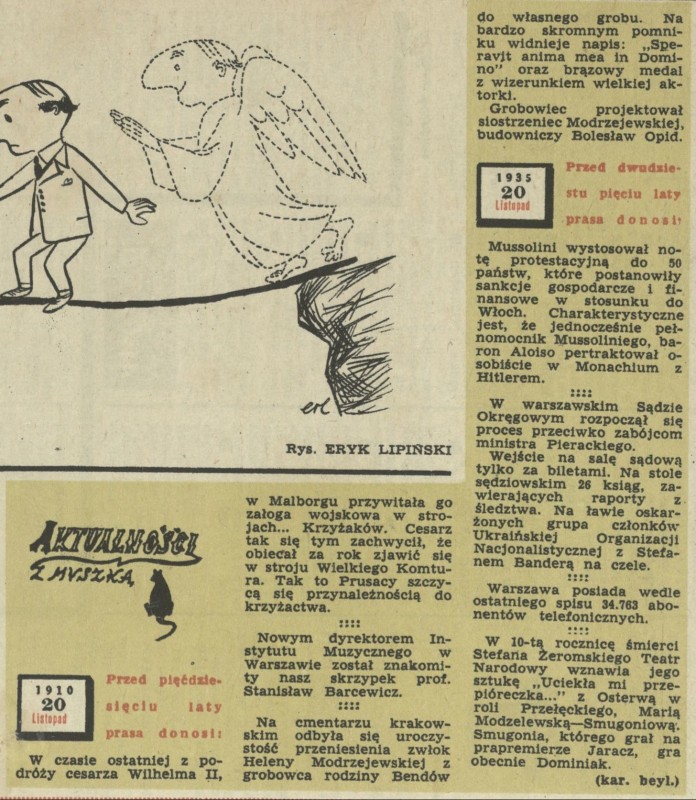 erl
Rys. ERYK LIPIŃSKI
AKTUALNOŚCI
Z MYSZKĄ
1910
20
Listopad
Przed pięćdzie-
sięciu laty
prasa donosi:
W czasie ostatniej z po-
dróży cesarza Wilhelma II,
w Malborgu przywitała go
załoga wojskowa w stro-
jach... Krzyżaków. Cesarz
tak się tym zachwycił, że
obiecał za rok zjawić się
w stroju Wielkiego Komtu-
ra. Tak to Prusacy szczy-
cą się przynależnością do
krzyżactwa.
::::
Nowym dyrektorem In-
stytutu Muzycznego w
Warszawie został znakomi-
ty nasz skrzypek prof.
Stanisław Barcewicz.
::::
Na cmentarzu krakow-
skim odbyła się uroczy-
stość przeniesienia zwłok
Heleny Modrzejewskiej z
grobowca rodziny Bendów
do własnego grobu. Na
bardzo skromnym pomni-
ku widnieje napis: „Spe-
ravit anima mea in Domi-
no" oraz brązowy medal
z wizerunkiem wielkiej ak-
torki.
Grobowiec projektował
siostrzeniec Modrzejewskiej,
budowniczy Bolesław Opid.
1935
20
Listopad
Przed dwudzie-
stu pięciu laty
prasa donosi:
Mussolini wystosował no-
tę protestacyjną do 50
państw, które postanowiły
sankcje gospodarcze i fi-
nansowe w stosunku do
Włoch. Charakterystyczne
jest, że jednocześnie peł-
nomocnik Mussoliniego, ba-
ron Aloiso pertraktował o-
sobiście w Monachium z
Hitlerem.
::::
W warszawskim Sądzie
Okręgowym rozpoczął się
proces przeciwko zabójcom
ministra Pierackiego.
Wejście na salę sądową
tylko za biletami. Na stole
sędziowskim 26 ksiąg, za-
wierających raporty z
śledztwa. Na ławie oskar-
żonych grupa członków
Ukraińskiej Organizacji
Nacjonalistycznej z Stefa-
nem Banderą na czele.
::::
Warszawa posiada wedle
ostatniego spisu 34.763 abo-
nentów telefonicznych.
::::
W 10-tą rocznicę śmierci
Stefana Żeromskiego Teatr
Narodowy wznawia jego
sztukę „Uciekła mi prze-
pióreczka..." z Osterwą w
roli Przełęckiego, Marią
Modzelewską—Smugoniową.
Smugonia, którego grał na
prapremierze Jaracz, gra
obecnie Dominiak.
(kar. beyl.)